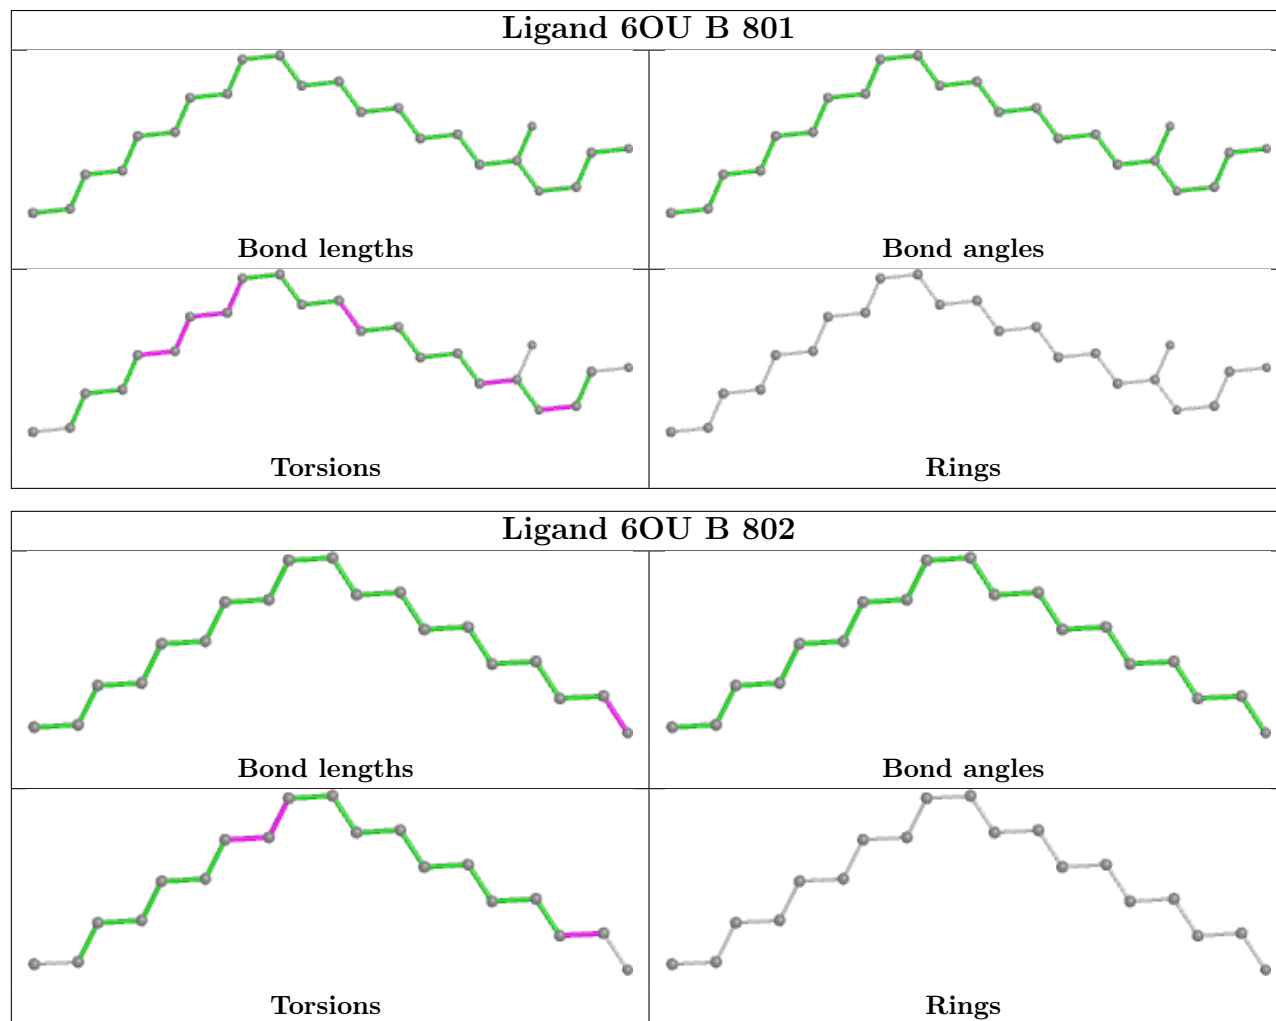 Ligand 6OU B 801
Bond lengths
Bond angles
Torsions
Rings
Ligand 6OU B 802
Bond lengths
Bond angles
Torsions
Rings